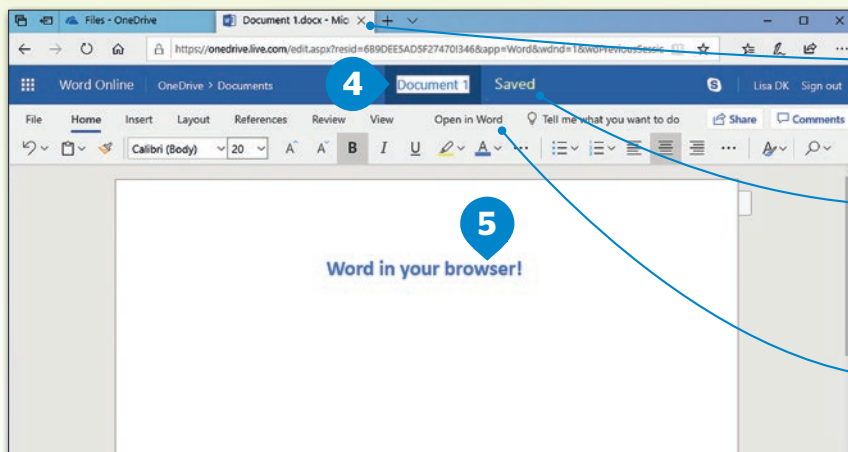 Files - OneDrive
Document 1.docx - Mic
https://onedrive.live.com/edit.aspx?resid=689DEE5AD5F27470!346&app=Word&wdnd=1&wdPreviousSessic
Word Online OneDrive > Documents 4 Document 1 Saved Lisa DK Sign out
File Home Insert Layout References Review View Open in Word Tell me what you want to do Share Comments
Calibri (Body) 20 A A B I U A
5
Word in your browser!